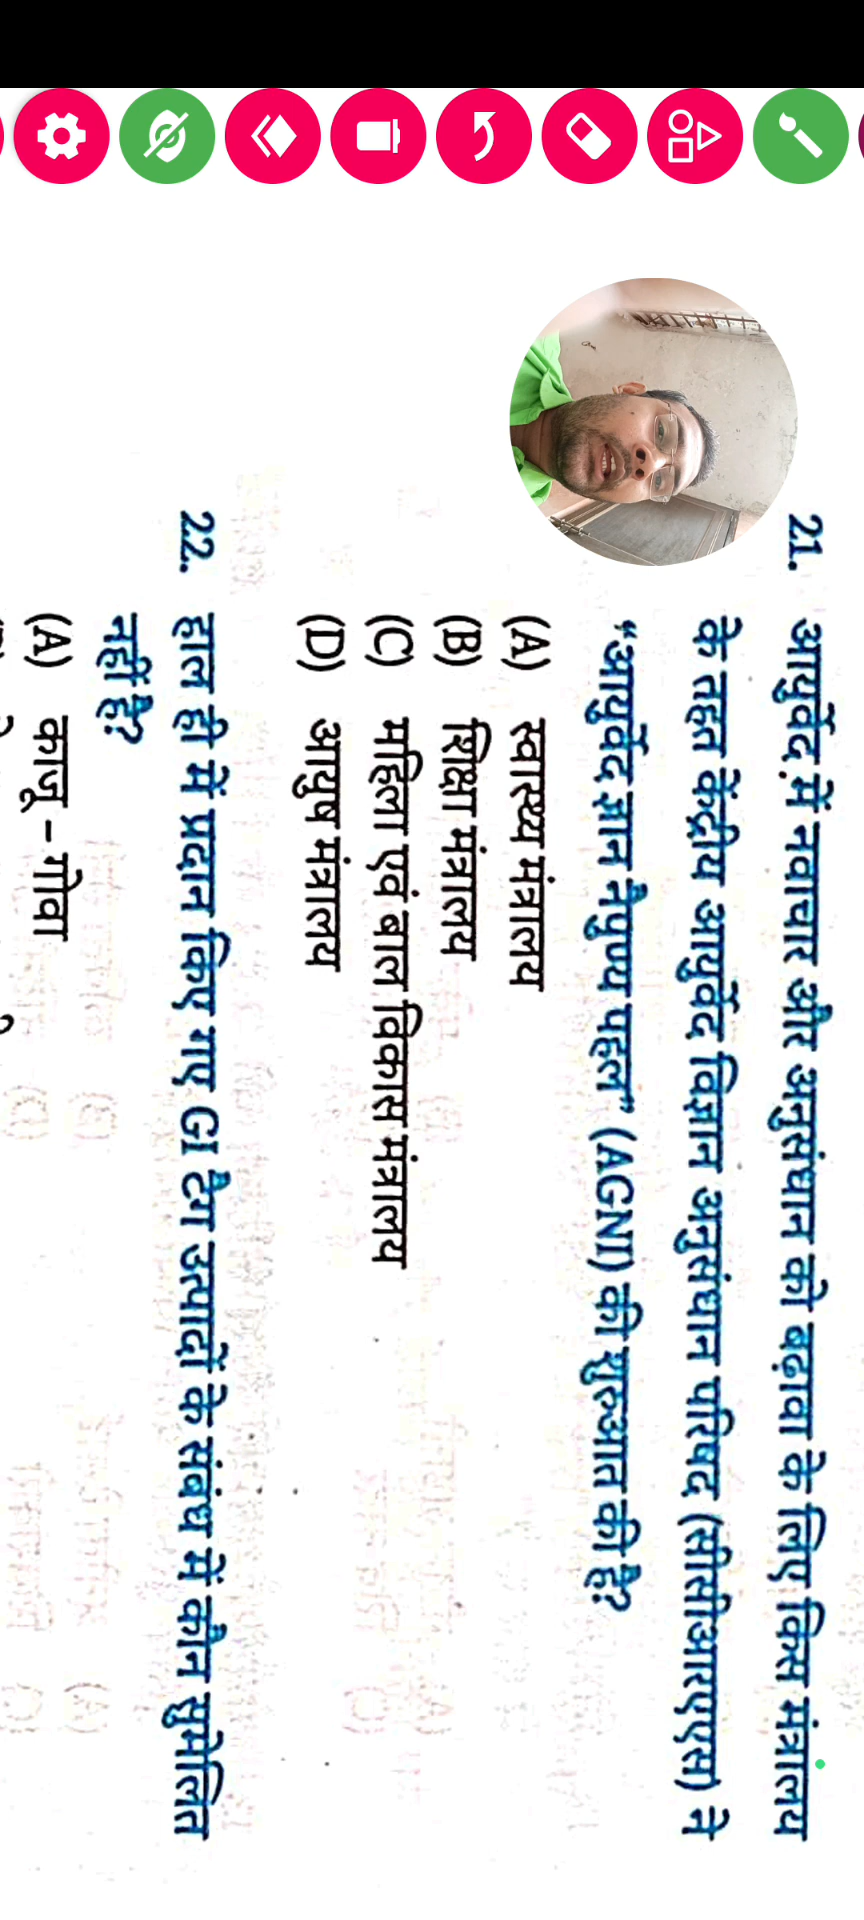 21. आयुर्वेद में नवाचार और अनुसंधान को बढ़ावा के लिए किस मंत्रालय
के तहत केंद्रीय आयुर्वेद विज्ञान अनुसंधान परिषद (सीसीआरएएस) ने
“आयुर्वेद ज्ञान नैपुण्य पहल” (AGNI) की शुरुआत की है?
(A) स्वास्थ्य मंत्रालय
(B) शिक्षा मंत्रालय
(C) महिला एवं बाल विकास मंत्रालय
(D) आयुष मंत्रालय
22. हाल ही में प्रदान किए गए GI टैग उत्पादों के संबंध में कौन सुमेलित
नहीं है?
(A) काजू – गोवा